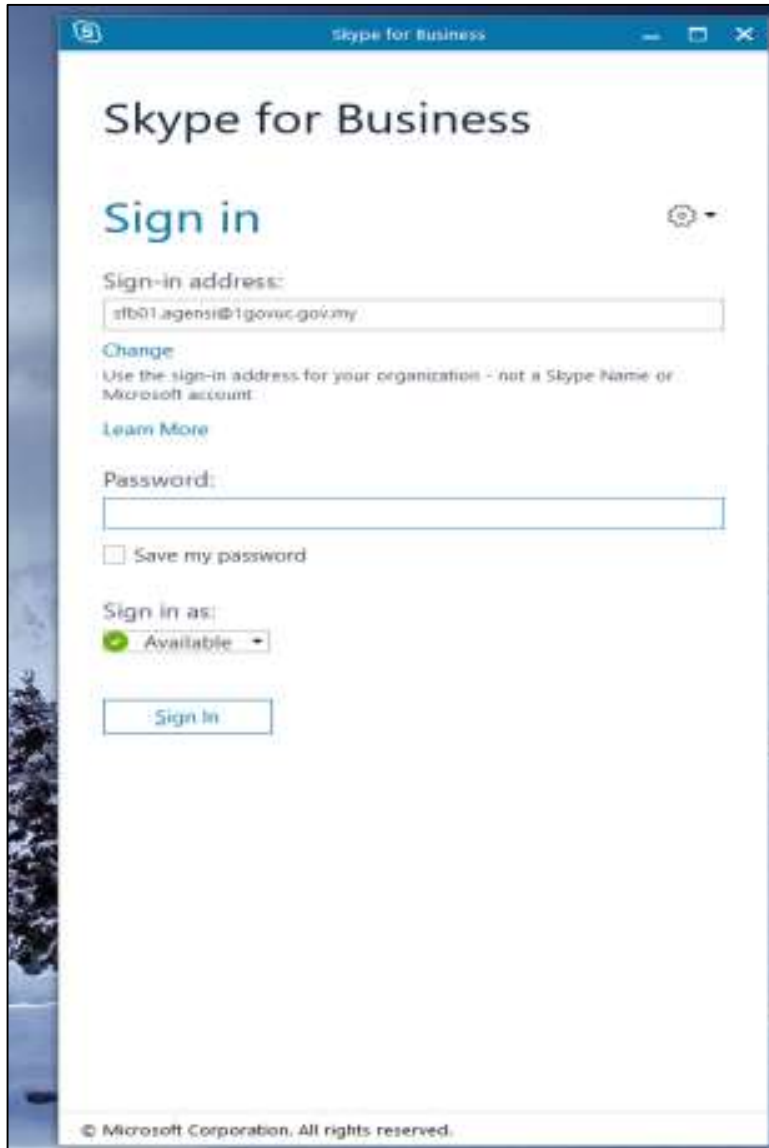 Skype for Business
Skype for Business
Sign in
Sign-in address:
sfb01.agensi@1govuc.gov.my
Change
Use the sign-in address for your organization - not a Skype Name or
Microsoft account
Learn More
Password:
Save my password
Sign in as:
Available
Sign In
© Microsoft Corporation. All rights reserved.